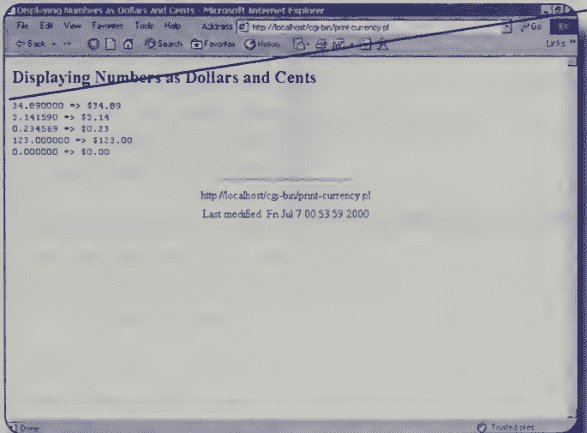 Displaying Numbers as Dollars and Cents - Microsoft Internet Explorer
File Edit View Favorites Tools Help Address http://localhost/cgi-bin/print currency pl Go Links »
Back Search Favorites History
Displaying Numbers as Dollars and Cents
34.890000 => $34.89
3.141590 => $3.14
0.234569 => $0.23
123.000000 => $123.00
0.000000 => $0.00
http://localhost/cgi-bin/print-currency pl
Last modified Fri Jul 7 00 53 59 2000
Done